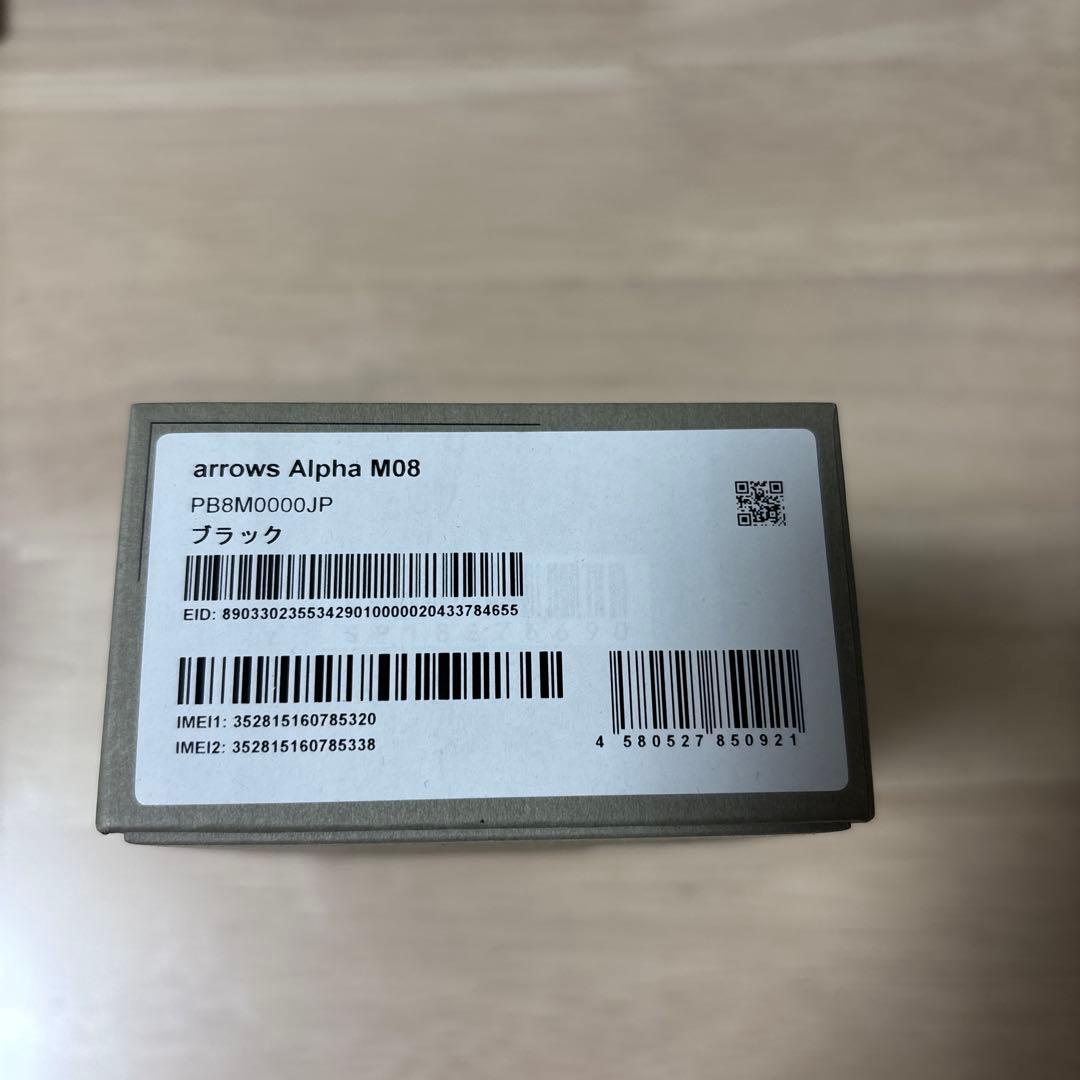 arrows Alpha M08
PB8M0000JP
ブラック
EID: 89033023553429010000020433784655
IMEI1: 352815160785320
IMEI2: 352815160785338
4 580527 850921